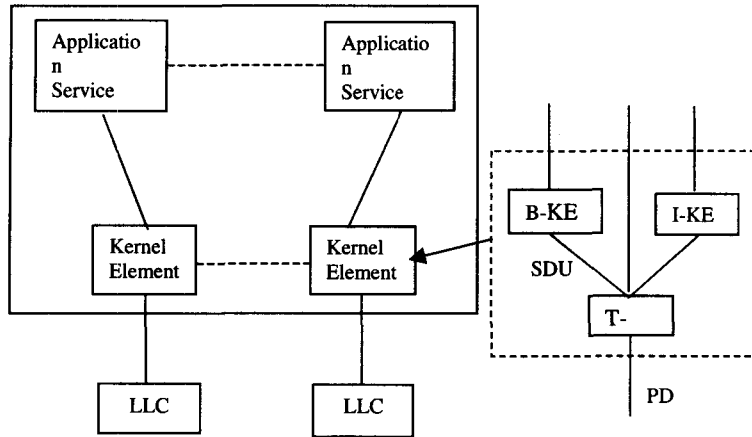 Applicatio
n
Service
Applicatio
n
Service
Kernel
Element
Kernel
Element
LLC
LLC
B-KE
I-KE
SDU
T-
PD